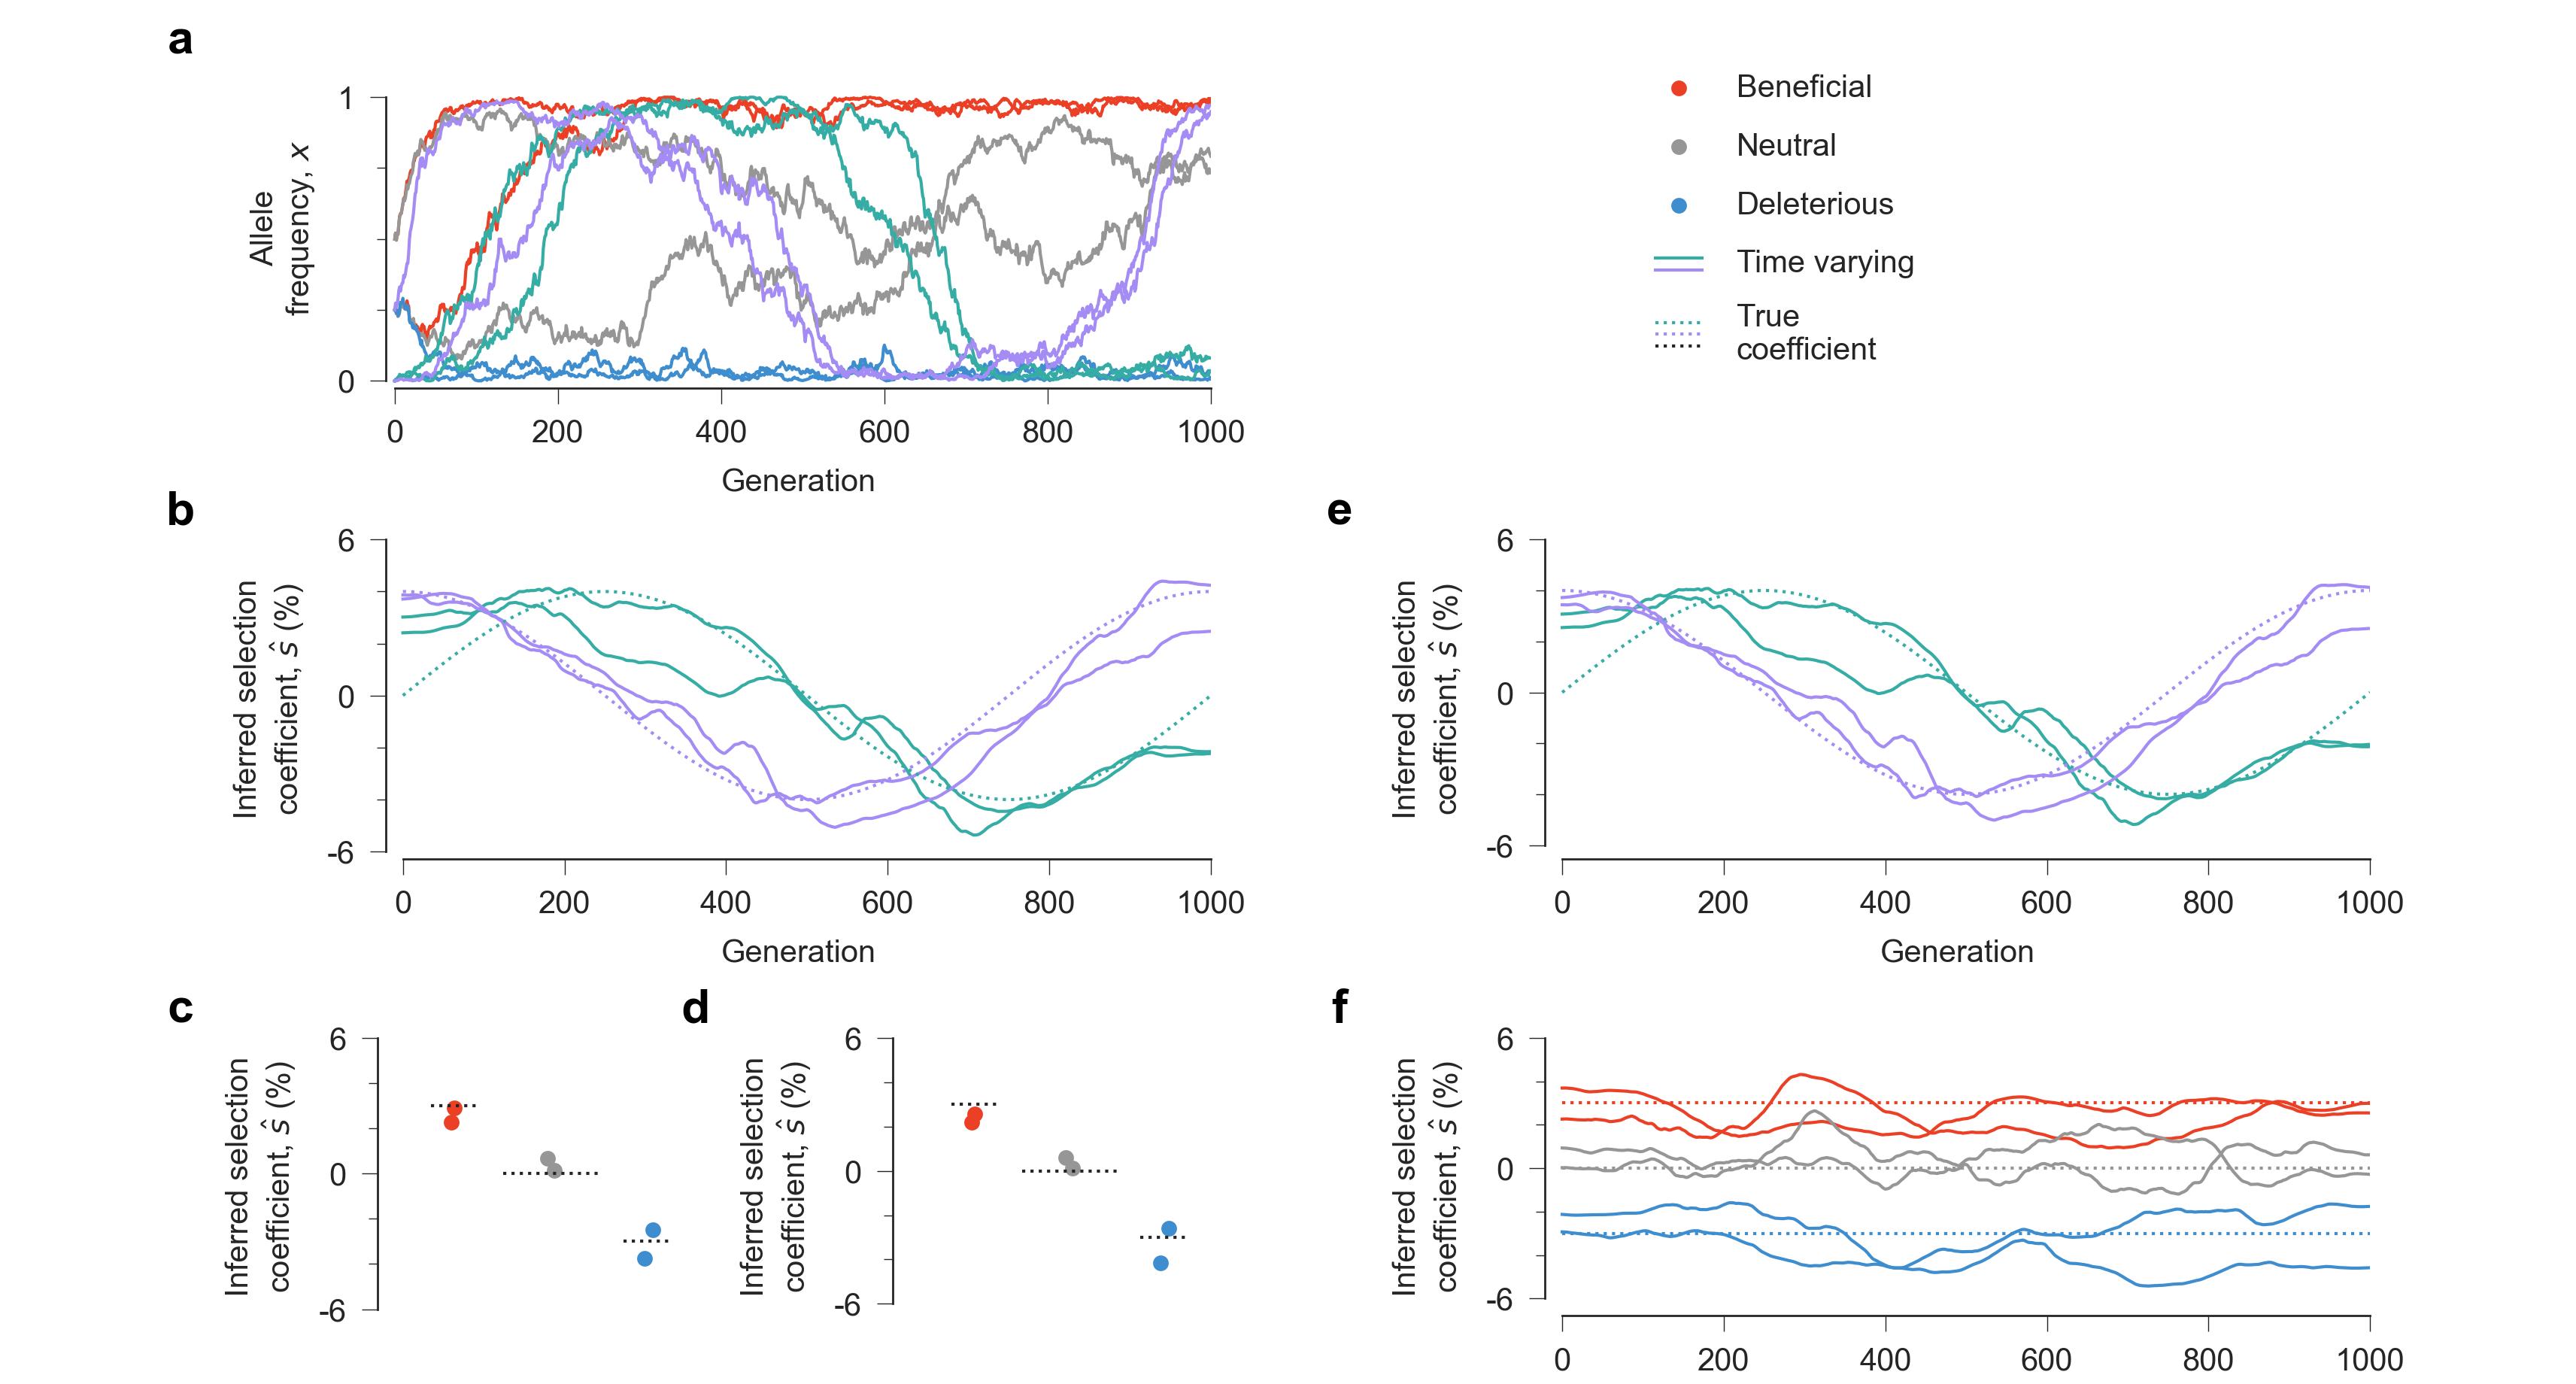 a
1
0
Allele
frequency, x
0 200 400 600 800 1000
Generation
Beneficial
Neutral
Deleterious
Time varying
True
coefficient
b
6
0
-6
Inferred selection
coefficient, ŝ (%)
0 200 400 600 800 1000
Generation
e
6
0
-6
Inferred selection
coefficient, ŝ (%)
0 200 400 600 800 1000
Generation
c
6
0
-6
Inferred selection
coefficient, ŝ (%)
d
6
0
-6
Inferred selection
coefficient, ŝ (%)
f
6
0
-6
Inferred selection
coefficient, ŝ (%)
0 200 400 600 800 1000